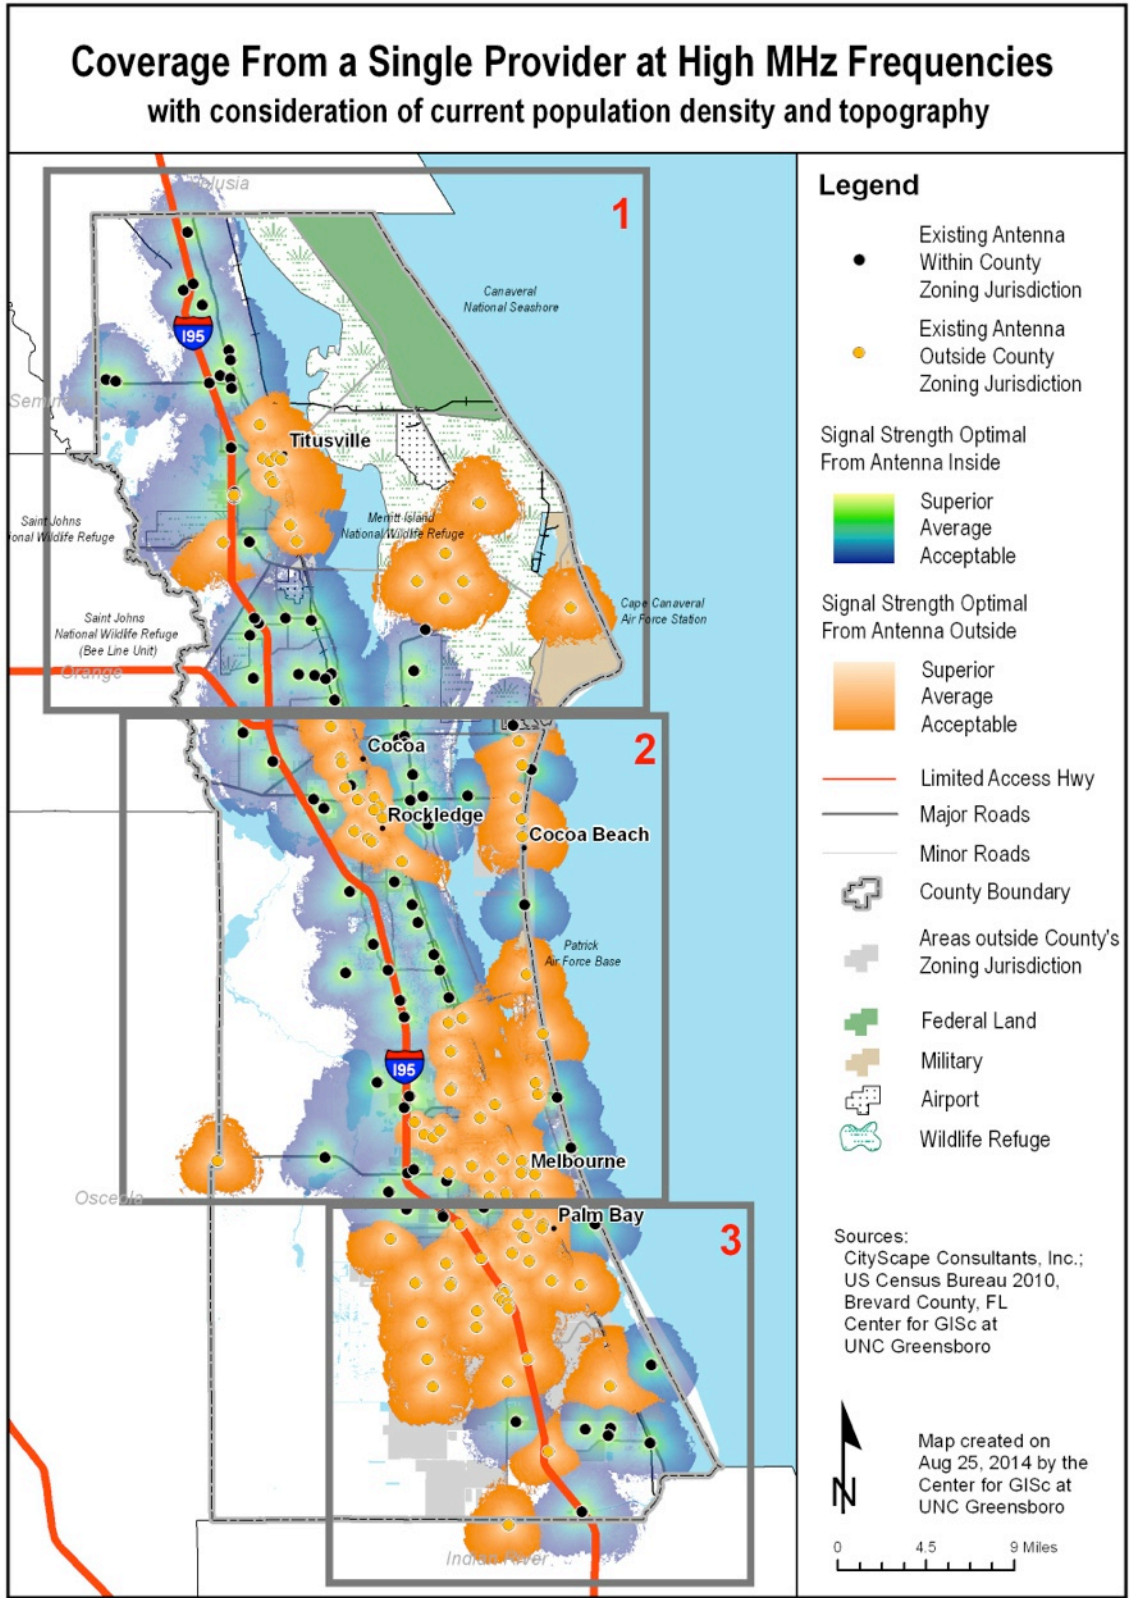 Coverage From a Single Provider at High MHz Frequencies
with consideration of current population density and topography
1
Canaveral
National Seashore
I95
Titusville
Saint Johns
Merritt Island
National Wildlife Refuge
Saint Johns
National Wildlife Refuge
(Bee Line Unit)
Cape Canaveral
Air Force Station
Orange
2
Cocoa
Rockledge
Cocoa Beach
Patrick
Air Force Base
I95
Melbourne
Osceola
Palm Bay
3
Indian River
Legend
Existing Antenna
Within County
Zoning Jurisdiction
Existing Antenna
Outside County
Zoning Jurisdiction
Signal Strength Optimal
From Antenna Inside
Superior
Average
Acceptable
Signal Strength Optimal
From Antenna Outside
Superior
Average
Acceptable
Limited Access Hwy
Major Roads
Minor Roads
County Boundary
Areas outside County's
Zoning Jurisdiction
Federal Land
Military
Airport
Wildlife Refuge
Sources:
CityScape Consultants, Inc.;
US Census Bureau 2010,
Brevard County, FL
Center for GISc at
UNC Greensboro
N
Map created on
Aug 25, 2014 by the
Center for GISc at
UNC Greensboro
0 4.5 9 Miles